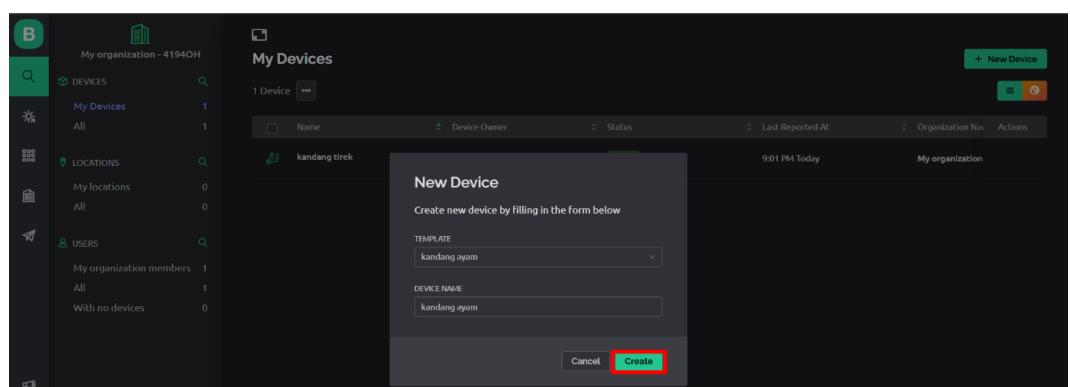 B
My organization - 4194OH
DEVICES
My Devices 1
All 1
LOCATIONS
My locations 0
All 0
USERS
My organization members 1
All 1
With no devices 0
My Devices
+ New Device
1 Device
Name Device Owner Status Last Reported At Organization Na Actions
kandang tirek 9:01 PM Today My organization
New Device
Create new device by filling in the form below
TEMPLATE
kandang ayam
DEVICE NAME
kandang ayam
Cancel Create